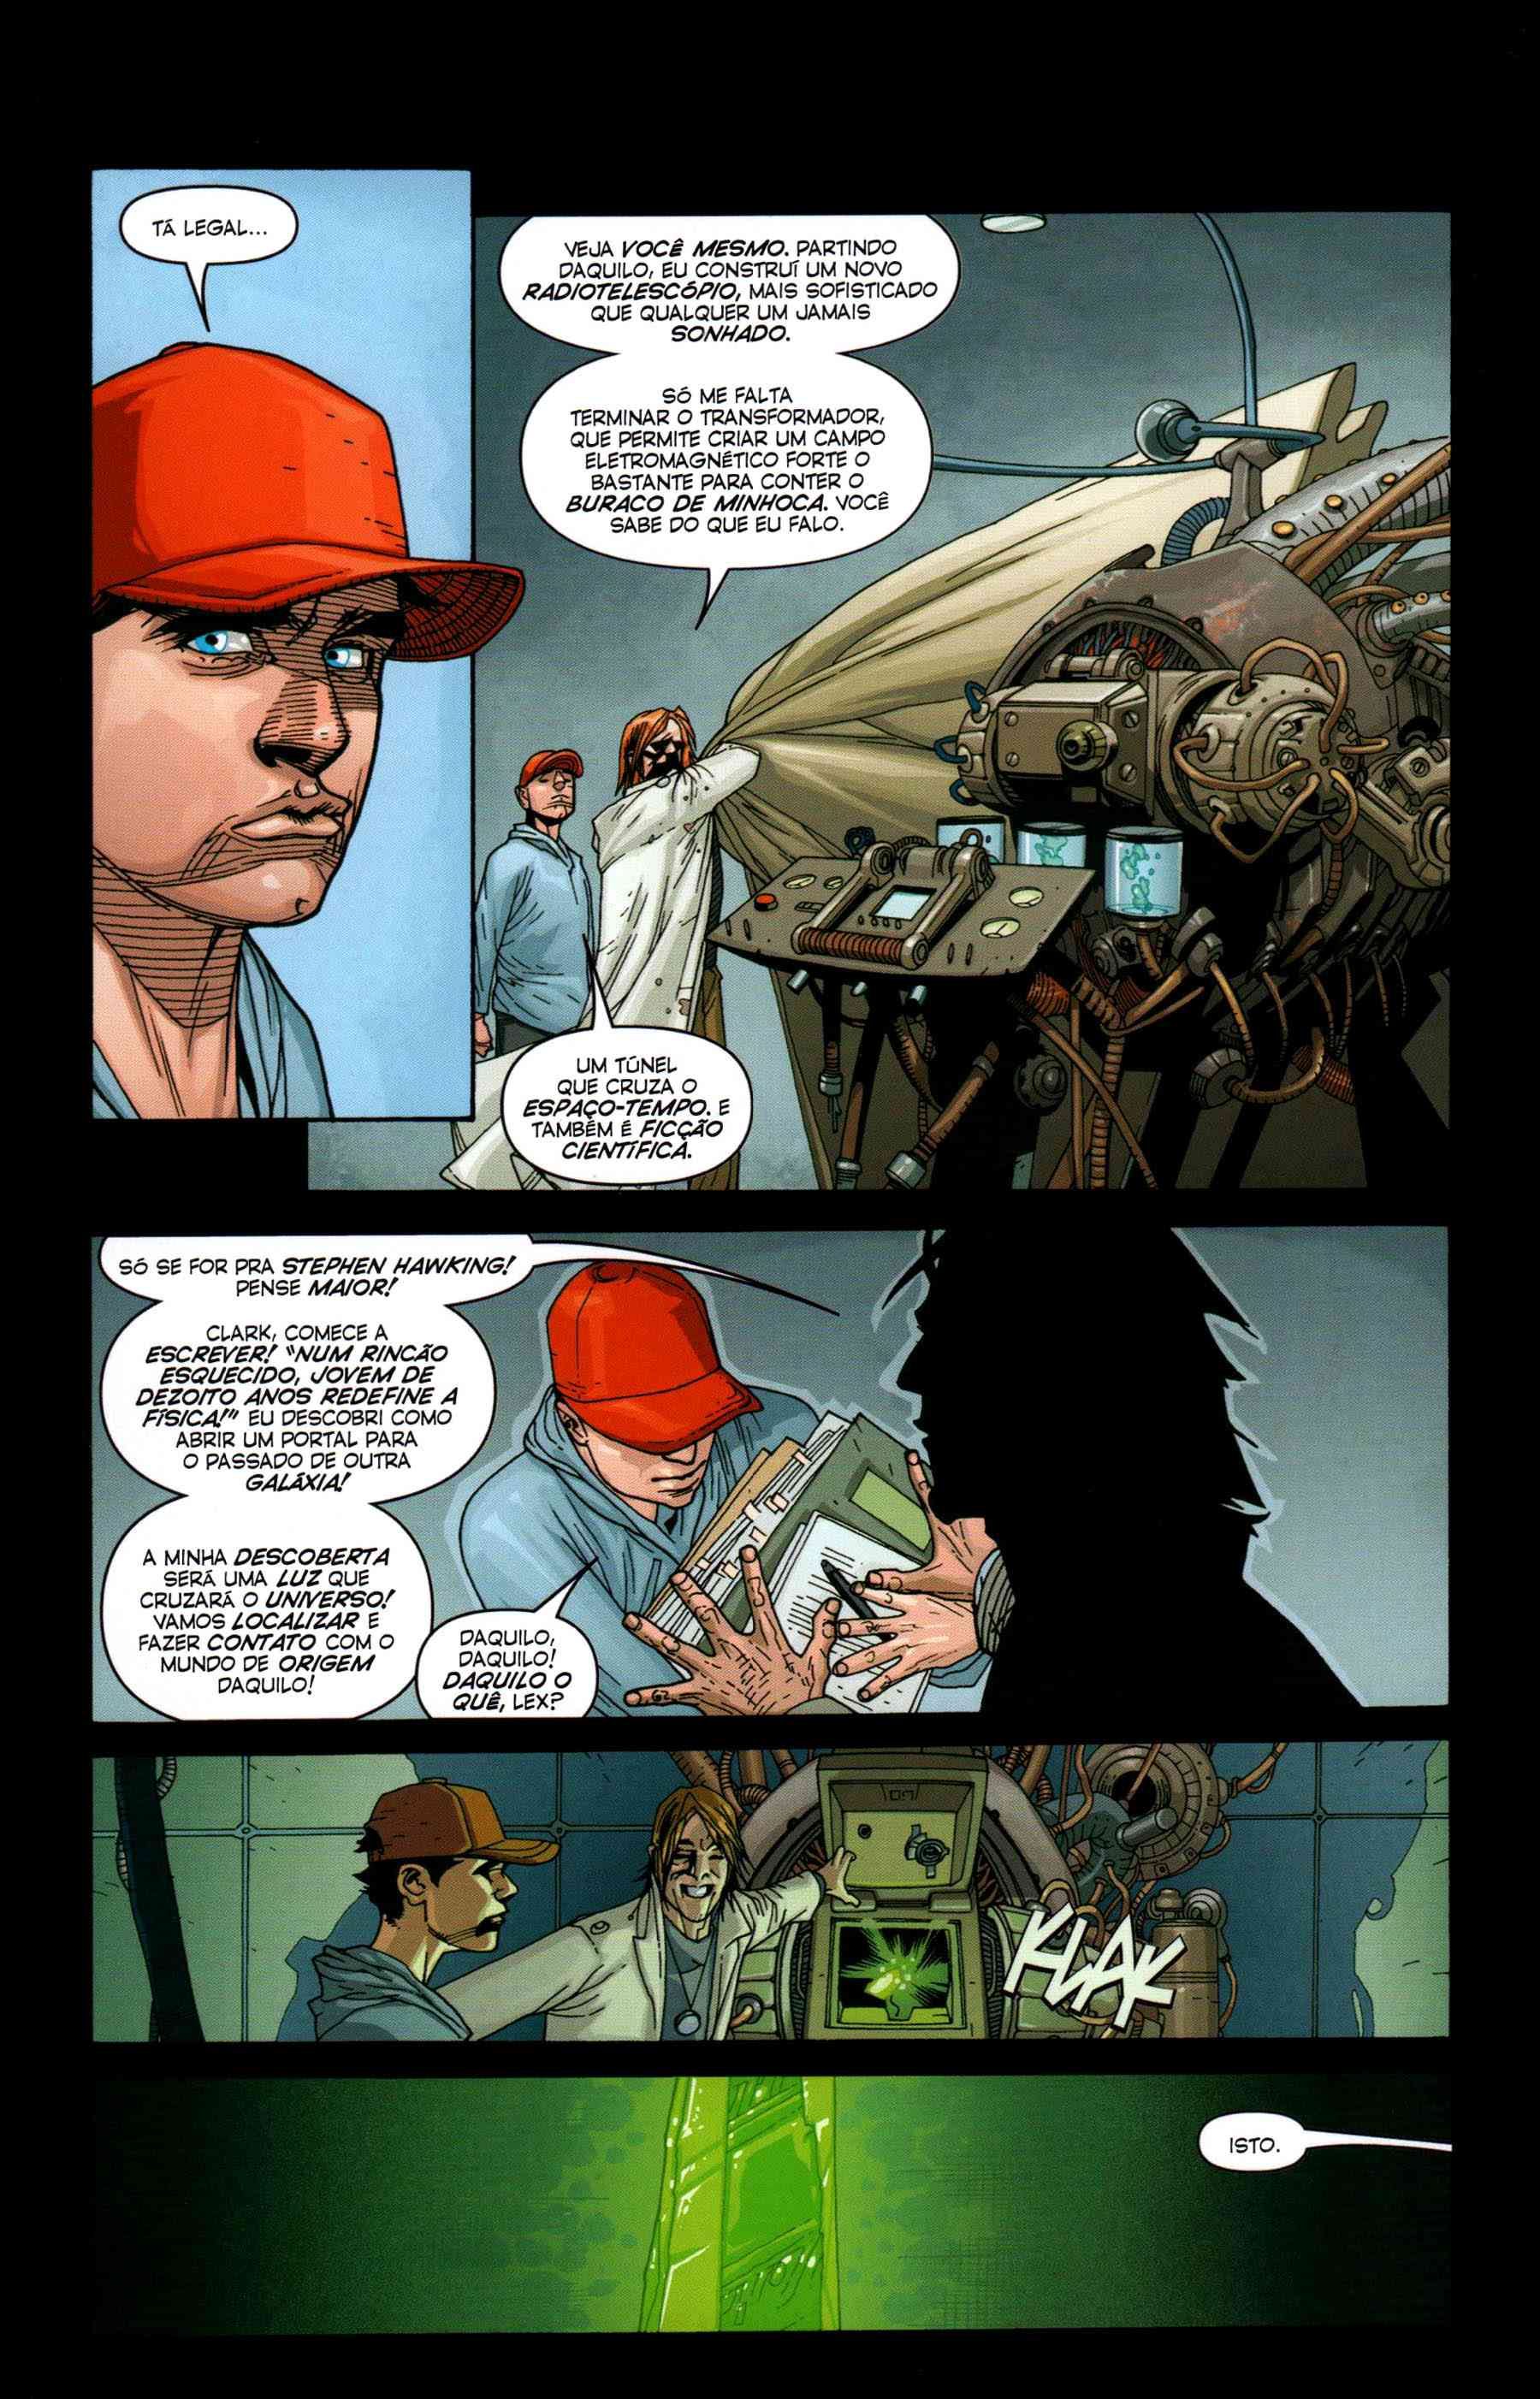 TÁ LEGAL...
VEJA VOCÊ MESMO. PARTINDO
DAQUILO, EU CONSTRUÍ UM NOVO
RADIOTELESCÓPIO, MAIS SOFISTICADO
QUE QUALQUER UM JAMAIS
SONHADO.
SÓ ME FALTA
TERMINAR O TRANSFORMADOR,
QUE PERMITE CRIAR UM CAMPO
ELETROMAGNÉTICO FORTE O
BASTANTE PARA CONTER O
BURACO DE MINHOCA. VOCÊ
SABE DO QUE EU FALO.
UM TÚNEL
QUE CRUZA O
ESPAÇO-TEMPO. E
TAMBÉM É FICÇÃO
CIENTÍFICA.
SÓ SE FOR PRA STEPHEN HAWKING!
PENSE MAIOR!
CLARK, COMECE A
ESCREVER! "NUM RINCÃO
ESQUECIDO, JOVEM DE
DEZOITO ANOS REDEFINE A
FÍSICA!" EU DESCOBRI COMO
ABRIR UM PORTAL PARA
O PASSADO DE OUTRA
GALÁXIA!
A MINHA DESCOBERTA
SERÁ UMA LUZ QUE
CRUZARÁ O UNIVERSO!
VAMOS LOCALIZAR E
FAZER CONTATO COM O
MUNDO DE ORIGEM
DAQUILO!
DAQUILO,
DAQUILO!
DAQUILO O
QUÊ, LEX?
KLAK
ISTO.